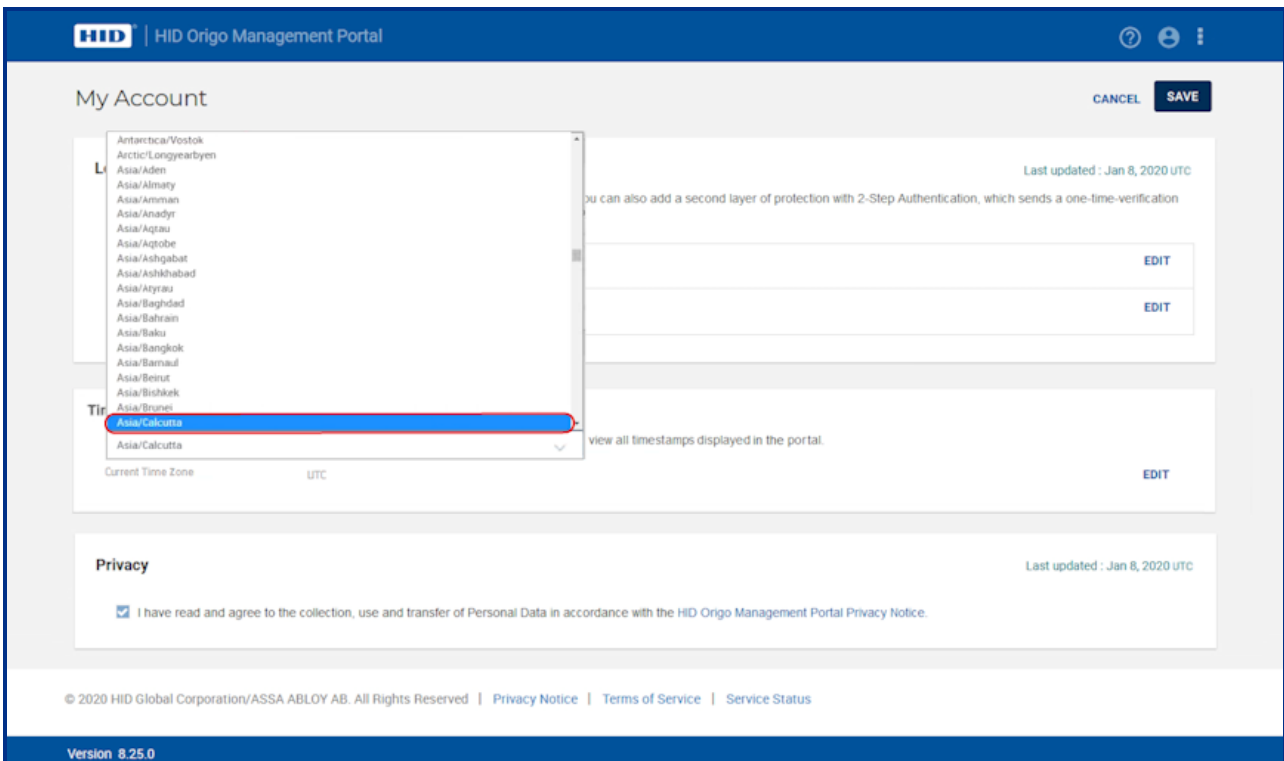 HID | HID Origo Management Portal
My Account
CANCEL
SAVE
Antarctica/Vostok
Arctic/Longyearbyen
Asia/Aden
Asia/Almaty
Asia/Amman
Asia/Anadyr
Asia/Aqtau
Asia/Aqtobe
Asia/Ashgabat
Asia/Ashkhabad
Asia/Atyrau
Asia/Baghdad
Asia/Bahrain
Asia/Baku
Asia/Bangkok
Asia/Barnaul
Asia/Beirut
Asia/Bishkek
Asia/Brunei
Asia/Calcutta
Asia/Calcutta
Last updated : Jan 8, 2020 UTC
can also add a second layer of protection with 2-Step Authentication, which sends a one-time-verification
EDIT
EDIT
view all timestamps displayed in the portal.
Current Time Zone
UTC
EDIT
Privacy
Last updated : Jan 8, 2020 UTC
I have read and agree to the collection, use and transfer of Personal Data in accordance with the HID Origo Management Portal Privacy Notice.
© 2020 HID Global Corporation/ASSA ABLOY AB. All Rights Reserved | Privacy Notice | Terms of Service | Service Status
Version 8.25.0